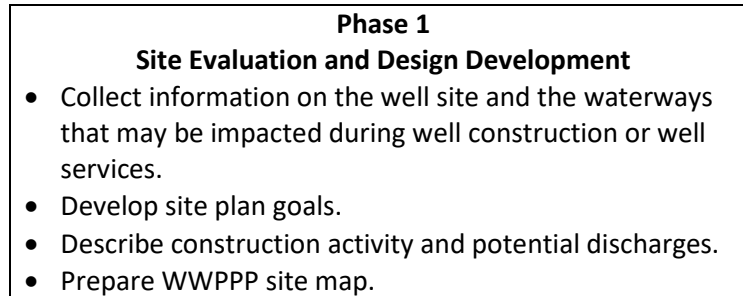 Phase 1
Site Evaluation and Design Development
• Collect information on the well site and the waterways
that may be impacted during well construction or well
services.
• Develop site plan goals.
• Describe construction activity and potential discharges.
• Prepare WWPPP site map.